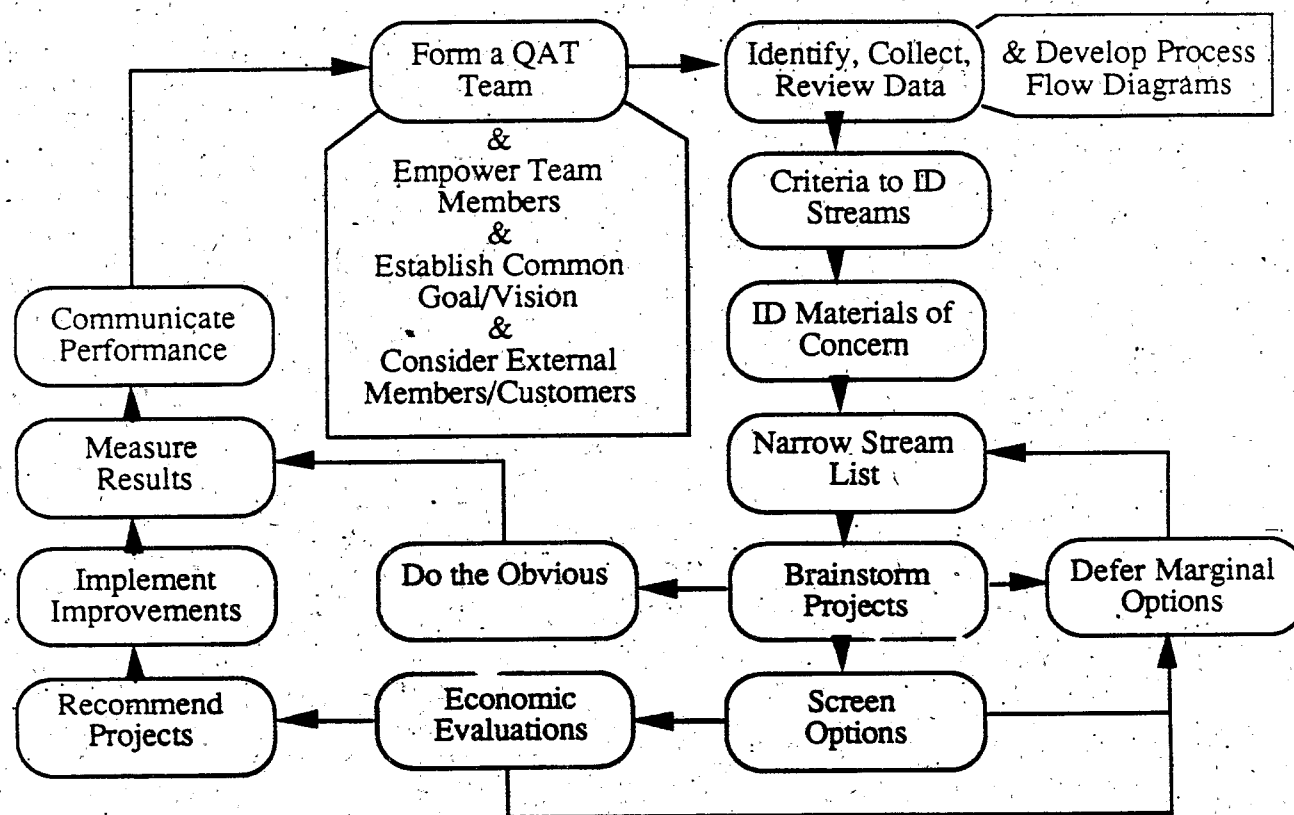 Form a QAT
Team
&
Empower Team
Members
&
Establish Common
Goal/Vision
&
Consider External
Members/Customers
Identify, Collect,
Review Data
& Develop Process
Flow Diagrams
Criteria to ID
Streams
ID Materials of
Concern
Narrow Stream
List
Brainstorm
Projects
Defer Marginal
Options
Do the Obvious
Screen
Options
Economic
Evaluations
Recommend
Projects
Implement
Improvements
Measure
Results
Communicate
Performance